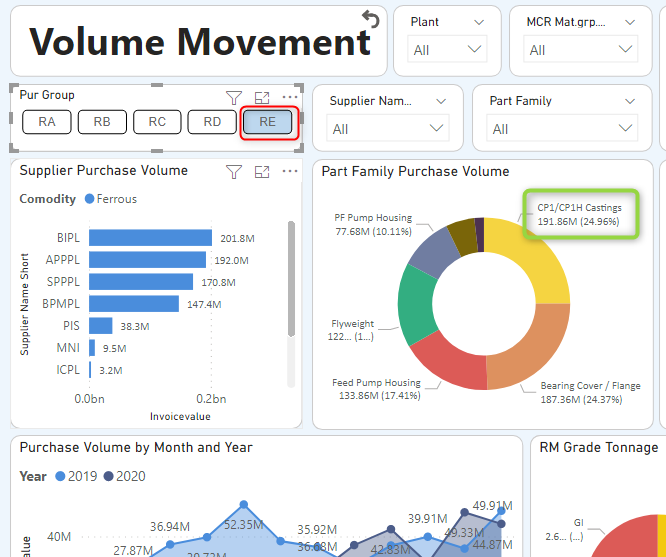 Volume Movement
Plant
All
MCR Mat.grp....
All
Pur Group
RA
RB
RC
RD
RE
Supplier Nam...
All
Part Family
All
Supplier Purchase Volume
Comodity
Ferrous
Supplier Name Short
BIPL
201.8M
APPPL
192.0M
SPPPL
170.8M
BPMPL
147.4M
PIS
38.3M
MNI
9.5M
ICPL
3.2M
0.0bn
0.2bn
Invoicevalue
Part Family Purchase Volume
CP1/CP1H Castings
191.86M (24.96%)
PF Pump Housing
77.68M (10.11%)
Flyweight
122... (1...)
Feed Pump Housing
133.86M (17.41%)
Bearing Cover / Flange
187.36M (24.37%)
Purchase Volume by Month and Year
Year
2019
2020
40M
27.87M
36.94M
52.35M
35.92M
42.83M
39.91M
49.33M
49.91M
44.87M
RM Grade Tonnage
GI
2.6... (...)